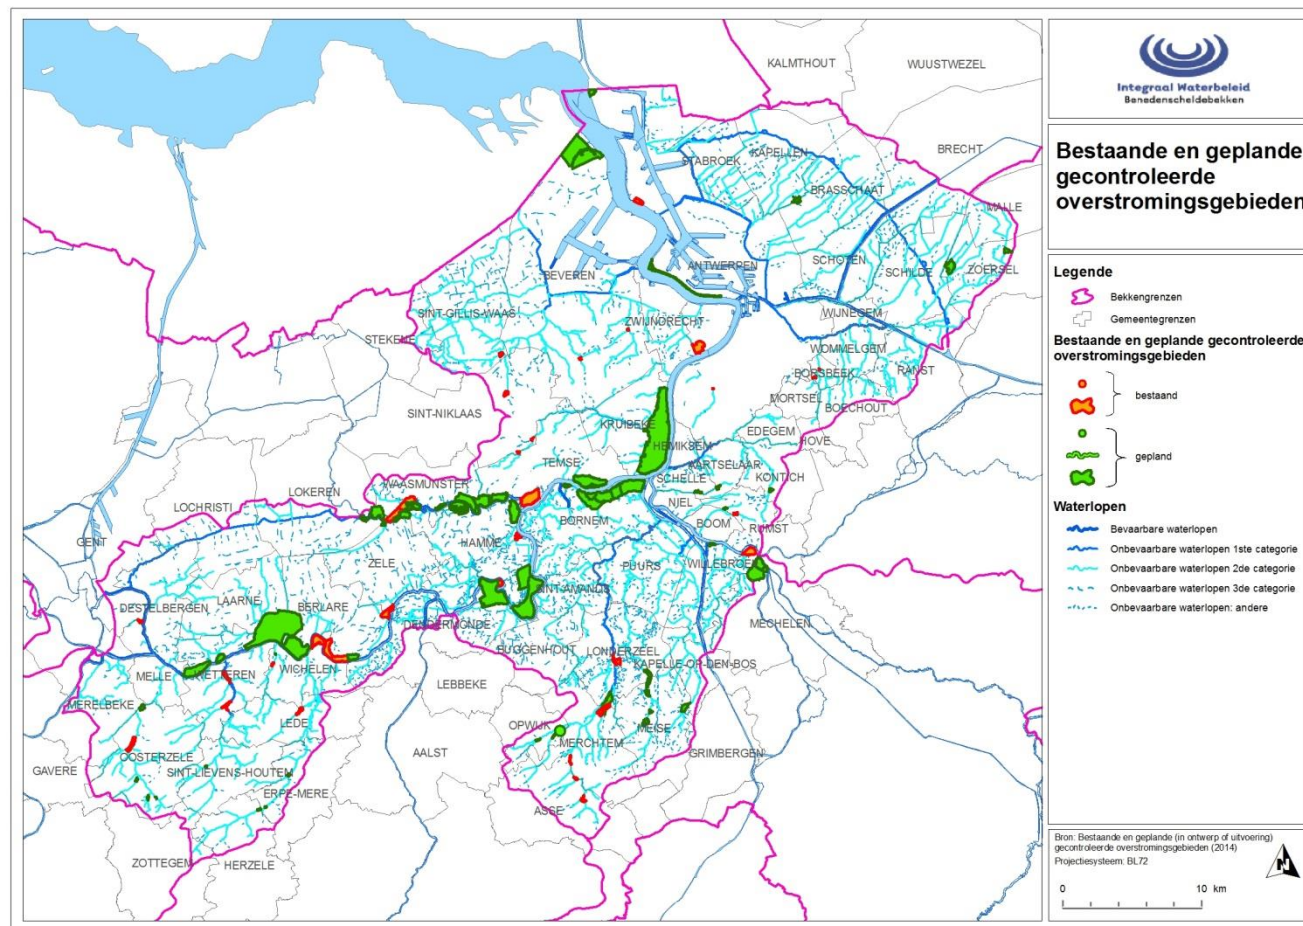 KALMTHOUT
WUUSTWEZEL
BRECHT
STABROEK
KAPELLEN
BRASSCHAAT
MALLE
ANTWERPEN
SCHOTEN
SCHILDE
ZOERSEL
BEVEREN
SINT-GILLIS-WAAS
ZWIJNDRECHT
WIJNEGEM
STEKENE
WOMMELGEM
BORSBEEK
RANST
MORTSEL
BOECHOUT
SINT-NIKLAAS
KRUIBEKE
EDEGEM
HOVE
HEMIKSEM
TEMSE
AARTSELAAR
SCHELLE
KONTICH
WAASMUNSTER
LOKEREN
LOCHRISTI
NIEL
BORNEM
BOOM
RUMST
GENT
HAMME
ZELE
PUURS
WILLEBROEK
SINT-AMANDS
LAARNE
DESTELBERGEN
BERLARE
DENDERMONDE
MECHELEN
BUGGENHOUT
LONDERZEEL
KAPELLE-OP-DEN-BOS
WICHELEN
MELLE
WETTEREN
LEBBEKE
MERELBEKE
LEDE
OPWIJK
MEISE
MERCHTEM
AALST
GRIMBERGEN
OOSTERZELE
GAVERE
SINT-LIEVENS-HOUTEM
ERPE-MERE
ASSE
ZOTTEGEM
HERZELE
Integraal Waterbeleid
Benedenscheldebekken
Bestaande en geplande
gecontroleerde
overstromingsgebieden
Legende
Bekkengrenzen
Gemeentegrenzen
Bestaande en geplande gecontroleerde
overstromingsgebieden
bestaand
gepland
Waterlopen
Bevaarbare waterlopen
Onbevaarbare waterlopen 1ste categorie
Onbevaarbare waterlopen 2de categorie
Onbevaarbare waterlopen 3de categorie
Onbevaarbare waterlopen: andere
Bron: Bestaande en geplande (in ontwerp of uitvoering)
gecontroleerde overstromingsgebieden (2014)
Projectiesysteem: BL72
N
0 10 km